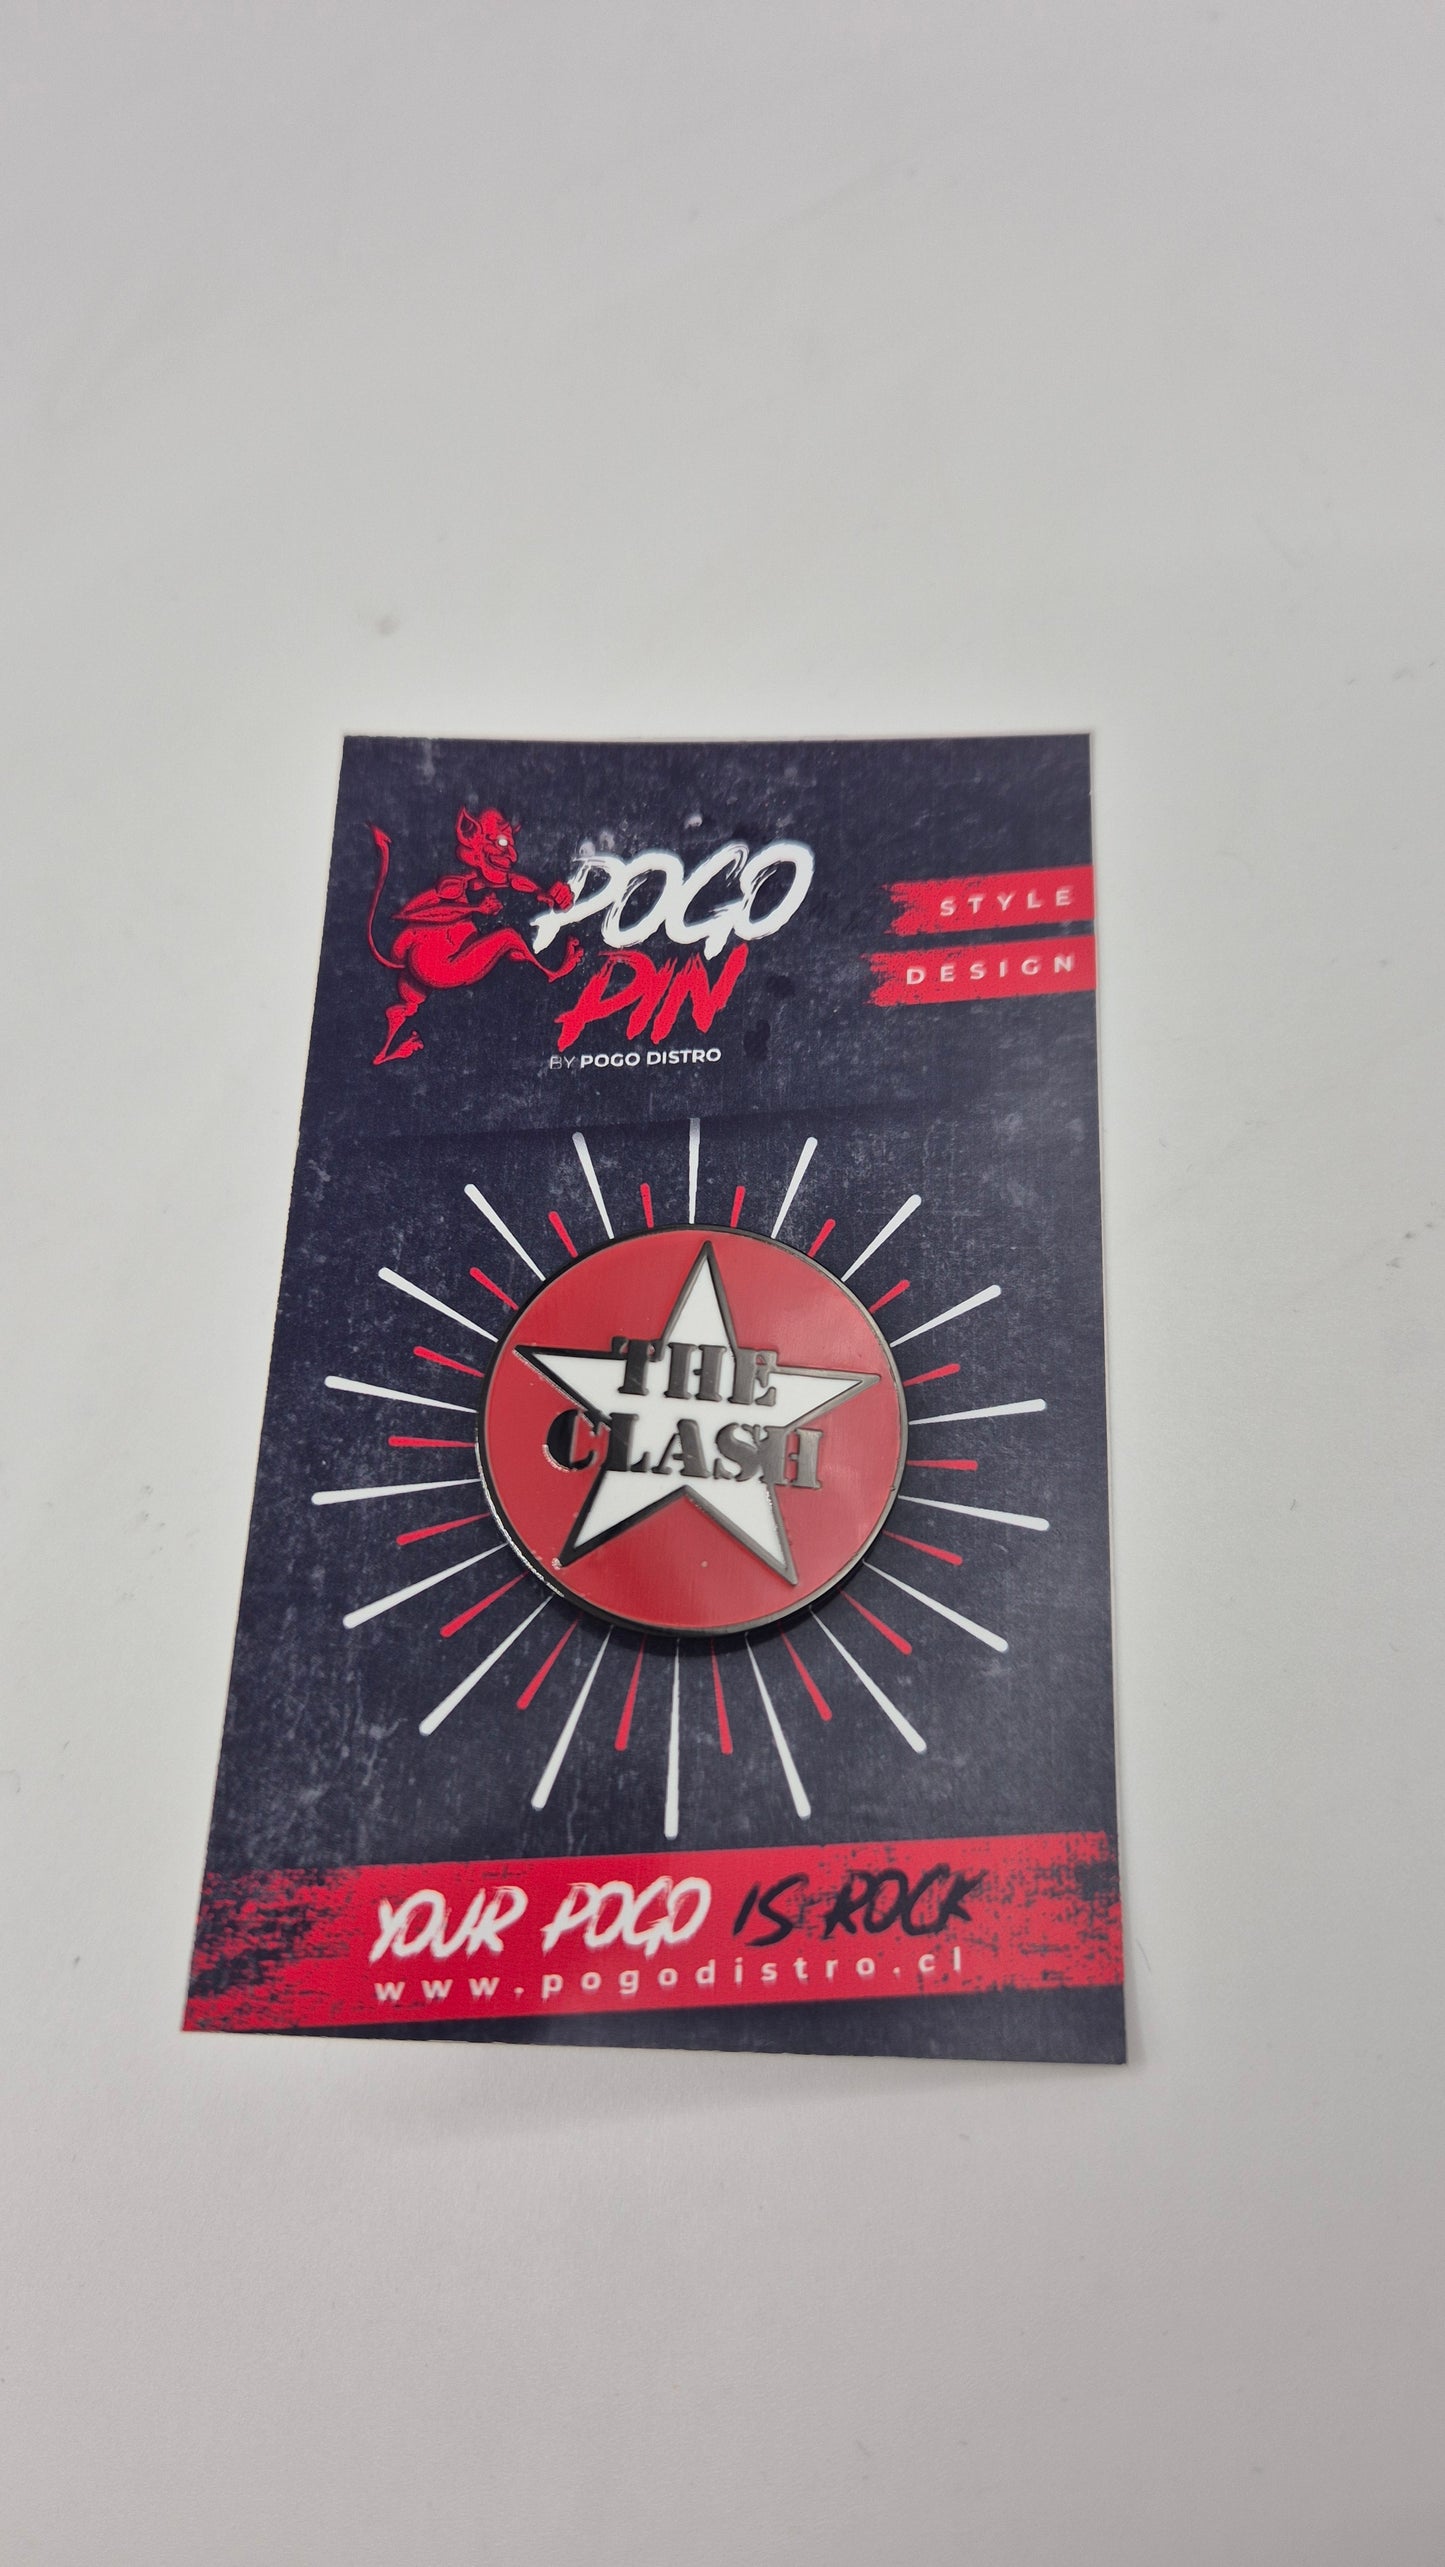 POGO
PIN
BY POGO DISTRO
STYLE
DESIGN
THE
CLASH
YOUR POGO IS ROCK
www.pogodistro.cl